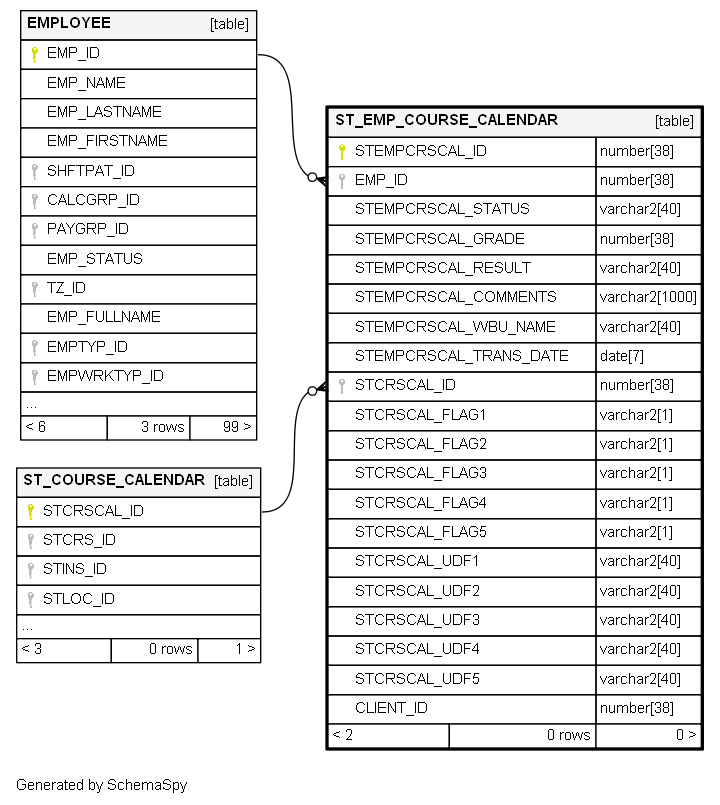 EMPLOYEE [table]
EMP_ID
EMP_NAME
EMP_LASTNAME
EMP_FIRSTNAME
SHFTPAT_ID
CALCGRP_ID
PAYGRP_ID
EMP_STATUS
TZ_ID
EMP_FULLNAME
EMPTYP_ID
EMPWRKTYP_ID
...
< 6 3 rows 99 >
ST_COURSE_CALENDAR [table]
STCRSCAL_ID
STCRS_ID
STINS_ID
STLOC_ID
...
< 3 0 rows 1 >
ST_EMP_COURSE_CALENDAR [table]
STEMPCRSCAL_ID number[38]
EMP_ID number[38]
STEMPCRSCAL_STATUS varchar2[40]
STEMPCRSCAL_GRADE number[38]
STEMPCRSCAL_RESULT varchar2[40]
STEMPCRSCAL_COMMENTS varchar2[1000]
STEMPCRSCAL_WBU_NAME varchar2[40]
STEMPCRSCAL_TRANS_DATE date[7]
STCRSCAL_ID number[38]
STCRSCAL_FLAG1 varchar2[1]
STCRSCAL_FLAG2 varchar2[1]
STCRSCAL_FLAG3 varchar2[1]
STCRSCAL_FLAG4 varchar2[1]
STCRSCAL_FLAG5 varchar2[1]
STCRSCAL_UDF1 varchar2[40]
STCRSCAL_UDF2 varchar2[40]
STCRSCAL_UDF3 varchar2[40]
STCRSCAL_UDF4 varchar2[40]
STCRSCAL_UDF5 varchar2[40]
CLIENT_ID number[38]
< 2 0 rows 0 >
Generated by SchemaSpy